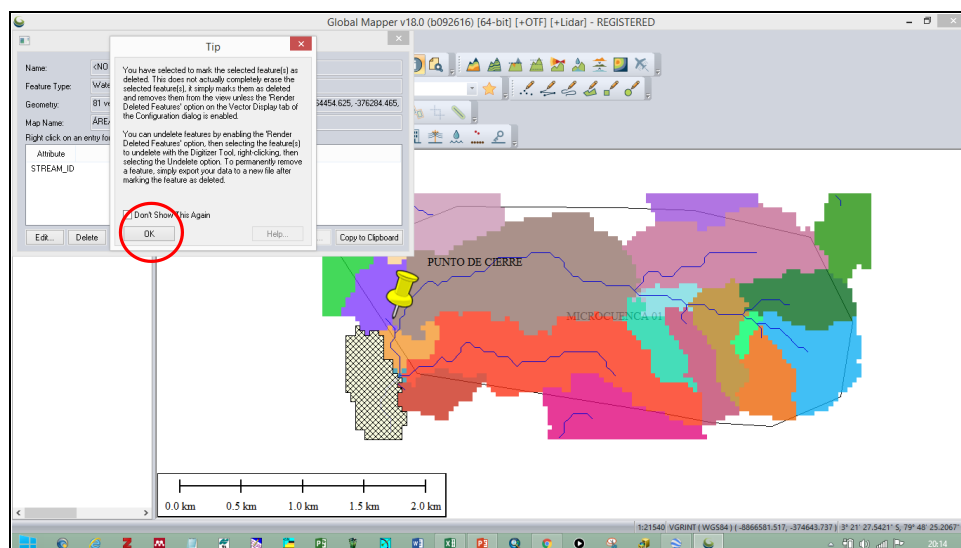 Global Mapper v18.0 (b092616) [64-bit] [+OTF] [+Lidar] - REGISTERED
Tip
You have selected to mark the selected feature(s) as
deleted. This does not actually completely erase the
selected feature(s), it simply marks them as deleted
and removes them from the view unless the 'Render
Deleted Features' option on the Vector Display tab of
the Configuration dialog is enabled.
You can undelete features by enabling the 'Render
Deleted Features' option, then selecting the feature(s)
to undelete with the Digitizer Tool, right-clicking, then
selecting the Undelete option. To permanently remove
a feature, simply export your data to a new file after
marking the feature as deleted.
Don't Show This Again
OK
Help...
Name:
<NO
Feature Type:
Wate
Geometry:
81 ve
54454.625, -376284.465,
Map Name:
ÁREA
Right click on an entry for
Attribute
STREAM_ID
Edit...
Delete
Copy to Clipboard
PUNTO DE CIERRE
MICROCUENCA 01
0.0 km
0.5 km
1.0 km
1.5 km
2.0 km
1:21540
VGRINT ( WGS84 )
( -8866581.517, -374643.737 )
3° 21' 27.5421" S, 79° 48' 25.2067"
20:14